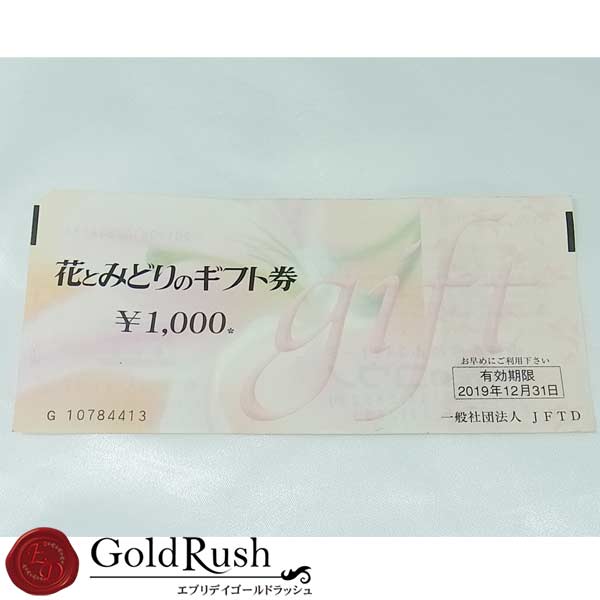 花とみどりのギフト券
¥1,000☆
gift
お早めにご利用下さい
有効期限
2019年12月31日
G 10784413
一般社団法人 JFTD
GoldRush
エブリデイゴールドラッシュ